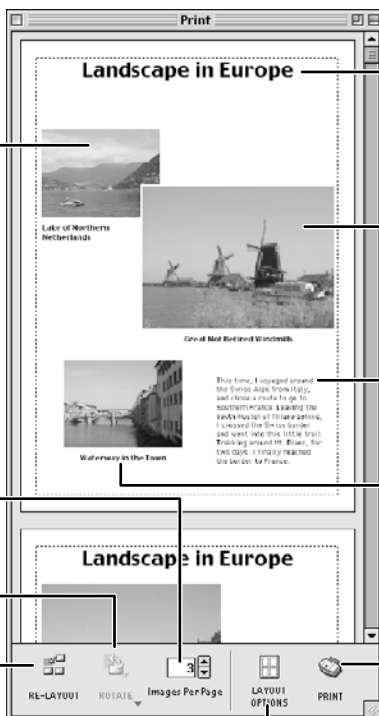 Print
Landscape in Europe
Lake of Northern
Netherlands
Great Not Retired Windmills
Waterway in the Town
This time, I voyaged around
the Swiss Alps from Italy,
and chose a route to go to
Southern France. Leaving the
Youth Hostel of Milano behind,
I crossed the Swiss border
and went into this little trail.
Trekking around Mt. Blanc, for
two days, I finally reached
the border to France.
Landscape in Europe
RE-LAYOUT
ROTATE
3
Images Per Page
LAYOUT
OPTIONS
PRINT